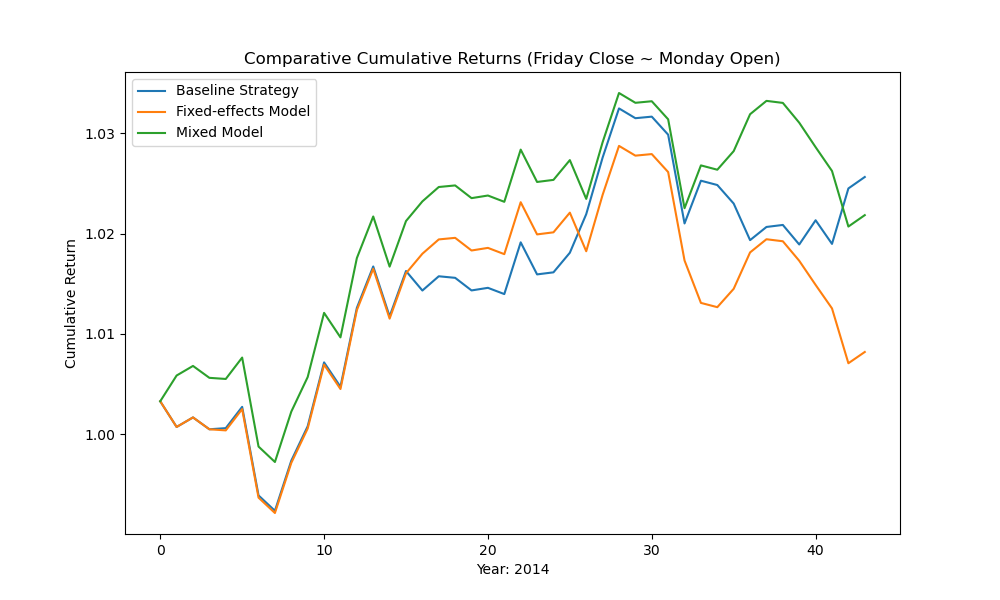 Comparative Cumulative Returns (Friday Close ~ Monday Open)
Baseline Strategy
Fixed-effects Model
Mixed Model
Cumulative Return
1.03
1.02
1.01
1.00
0
10
20
30
40
Year: 2014